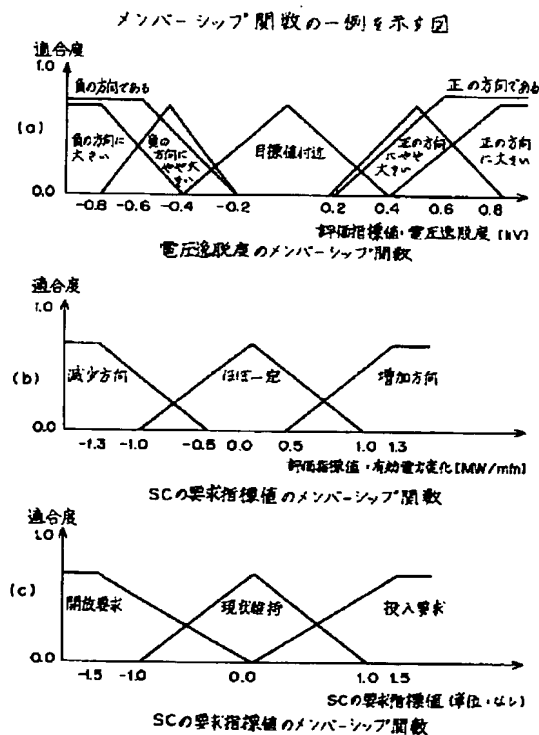 メンバーシップ関数の一例を示す図
適合度
1.0
負の方向である
正の方向である
(a)
負の方向に大きい
負の方向にやや大きい
目標値付近
正の方向にやや大きい
正の方向に大きい
0.0
-0.8 -0.6 -0.4 -0.2 0.2 0.4 0.6 0.8
評価指標値・電圧逸脱度 [kV]
電圧逸脱度のメンバーシップ関数
適合度
1.0
(b)
減少方向
ほぼ一定
増加方向
0.0
-1.3 -1.0 -0.5 0.0 0.5 1.0 1.3
評価指標値・有効電力変化 [MW/min]
SCの要求指標値のメンバーシップ関数
適合度
1.0
(c)
開放要求
現状維持
投入要求
0.0
-1.5 -1.0 0.0 1.0 1.5
SCの要求指標値 (単位・なし)
SCの要求指標値のメンバーシップ関数